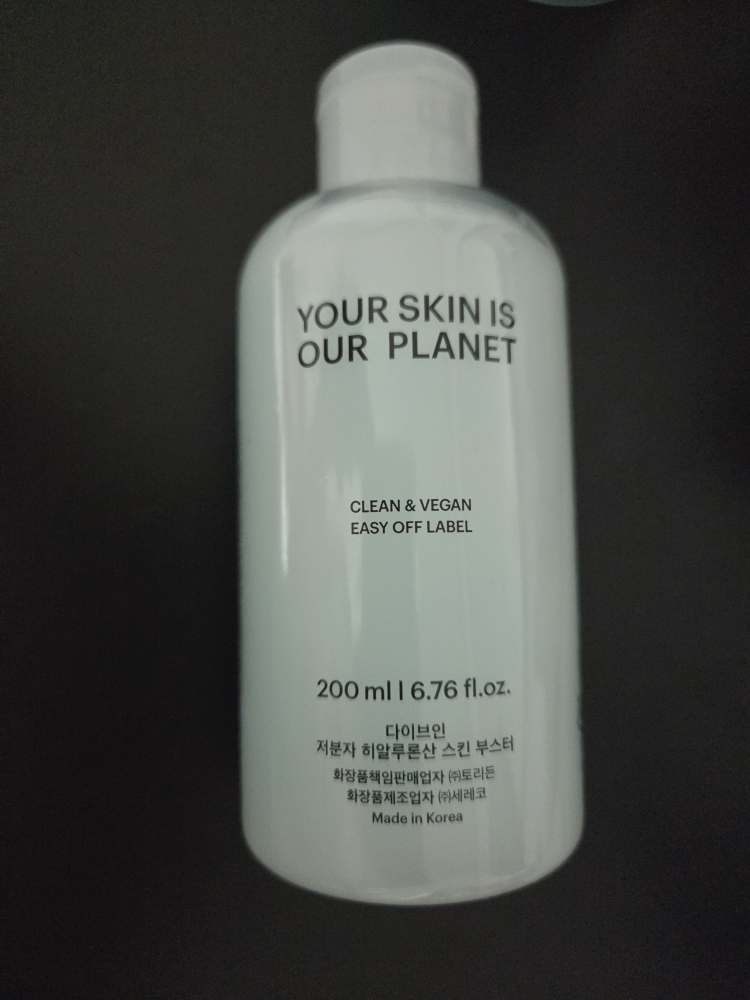 YOUR SKIN IS
OUR PLANET
CLEAN & VEGAN
EASY OFF LABEL
200 ml | 6.76 fl.oz.
다이브인
저분자 히알루론산 스킨 부스터
화장품책임판매업자 ㈜토리든
화장품제조업자 ㈜세레코
Made in Korea